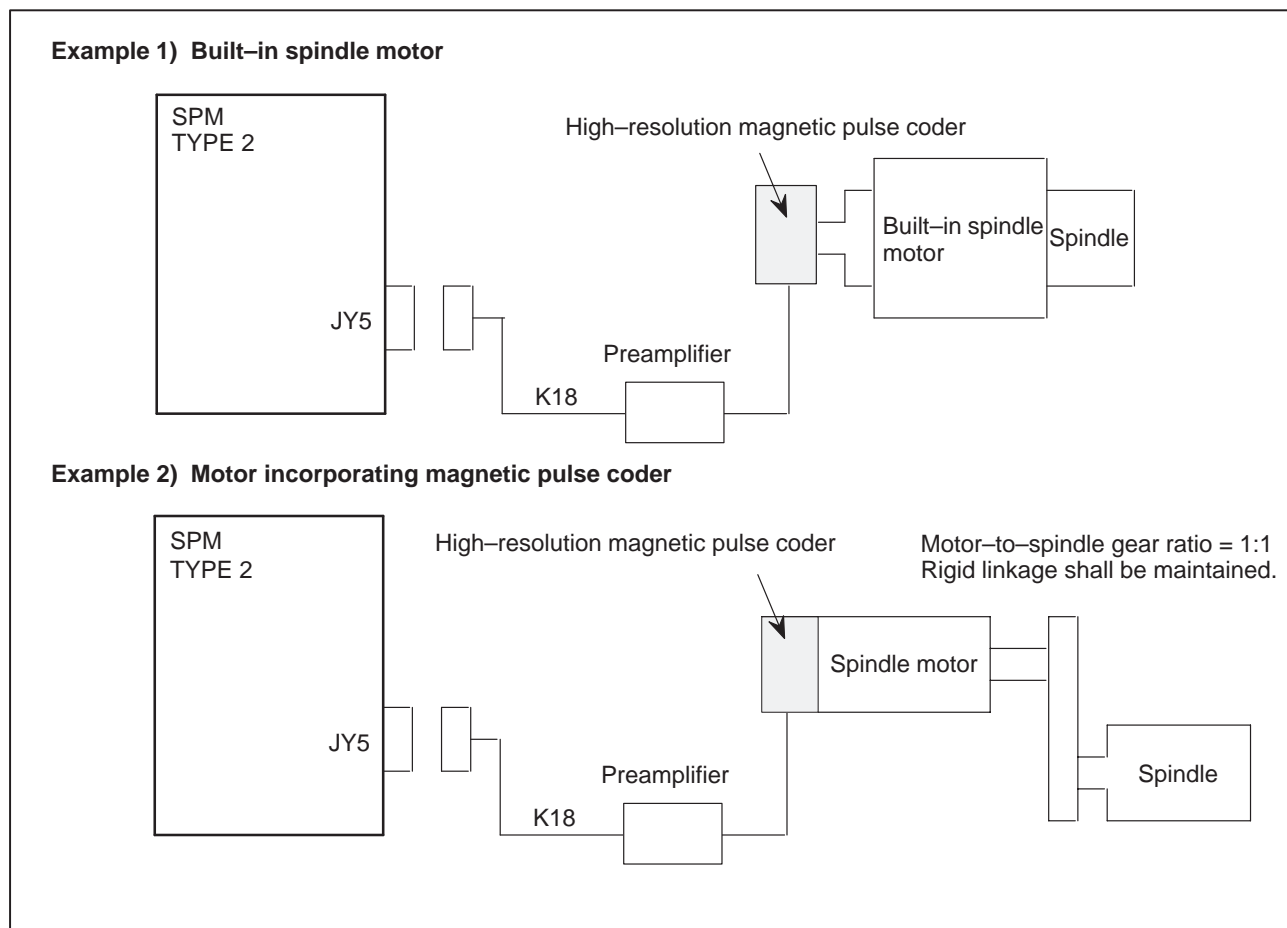 Example 1)  Built–in spindle motor
SPM
TYPE 2
High–resolution magnetic pulse coder
Built–in spindle
motor
Spindle
JY5
Preamplifier
K18
Example 2)  Motor incorporating magnetic pulse coder
SPM
TYPE 2
High–resolution magnetic pulse coder
Motor–to–spindle gear ratio = 1:1
Rigid linkage shall be maintained.
Spindle motor
JY5
Preamplifier
Spindle
K18